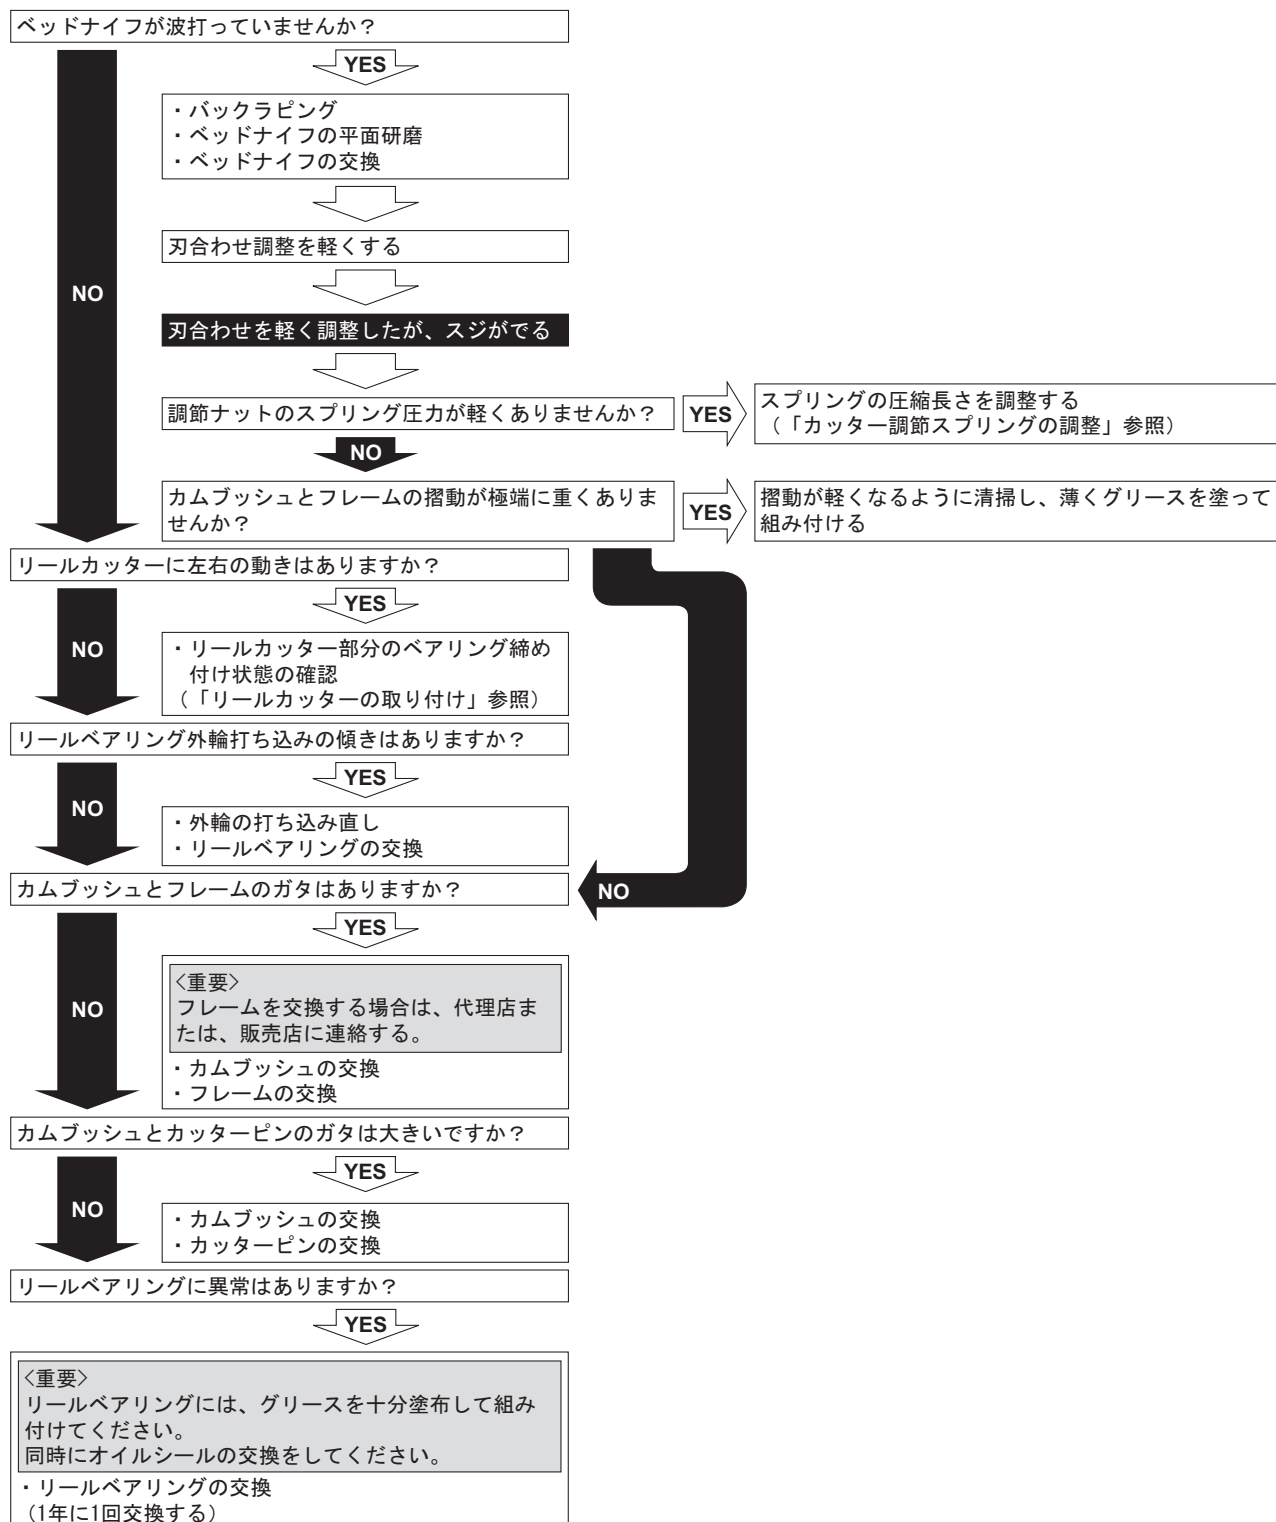 ベッドナイフが波打っていませんか？
YES
・バックラピング
・ベッドナイフの平面研磨
・ベッドナイフの交換
刃合わせ調整を軽くする
NO
刃合わせを軽く調整したが、スジがでる
調節ナットのスプリング圧力が軽くありませんか？
YES
スプリングの圧縮長さを調整する
（「カッター調節スプリングの調整」参照）
NO
カムブッシュとフレームの摺動が極端に重くありま
せんか？
YES
摺動が軽くなるように清掃し、薄くグリースを塗って
組み付ける
リールカッターに左右の動きはありますか？
YES
NO
・リールカッター部分のベアリング締め
付け状態の確認
（「リールカッターの取り付け」参照）
リールベアリング外輪打ち込みの傾きはありますか？
YES
NO
・外輪の打ち込み直し
・リールベアリングの交換
カムブッシュとフレームのガタはありますか？
NO
YES
NO
〈重要〉
フレームを交換する場合は、代理店ま
たは、販売店に連絡する。
・カムブッシュの交換
・フレームの交換
カムブッシュとカッターピンのガタは大きいですか？
YES
NO
・カムブッシュの交換
・カッターピンの交換
リールベアリングに異常はありますか？
YES
〈重要〉
リールベアリングには、グリースを十分塗布して組み
付けてください。
同時にオイルシールの交換をしてください。
・リールベアリングの交換
（1年に1回交換する）